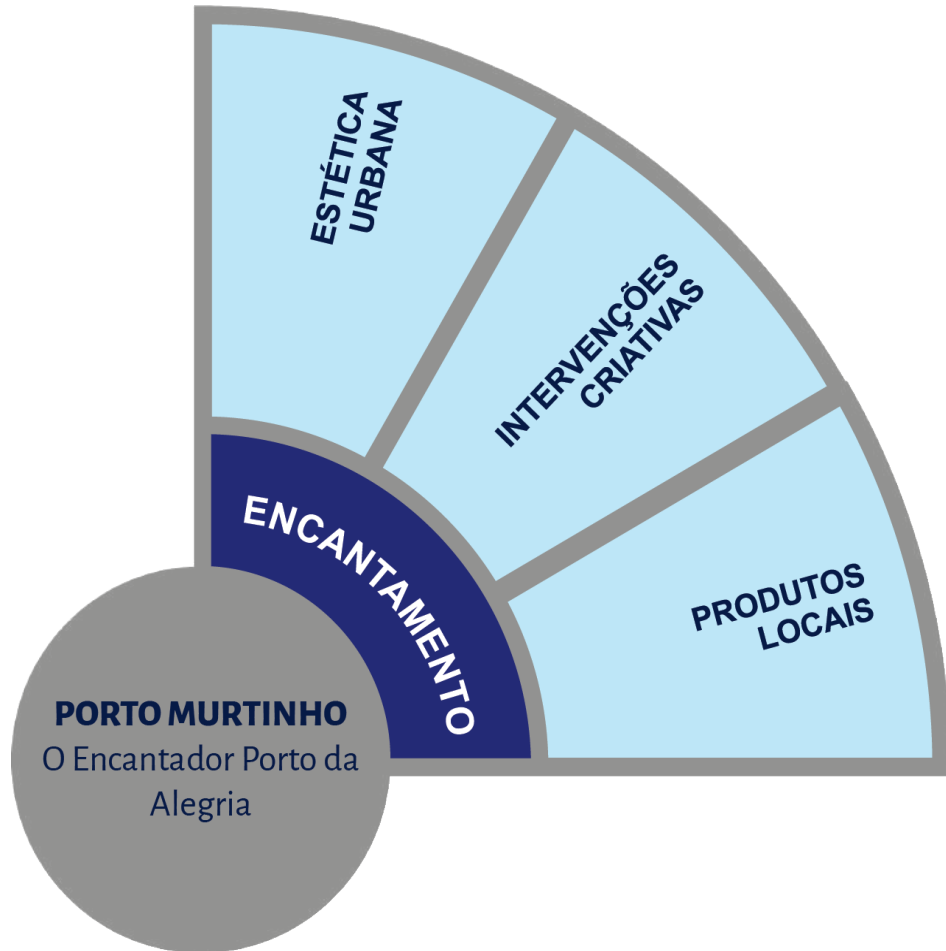 ESTÉTICA
URBANA
INTERVENÇÕES
CRIATIVAS
PRODUTOS
LOCAIS
ENCANTAMENTO
PORTO MURTINHO
O Encantador Porto da
Alegria